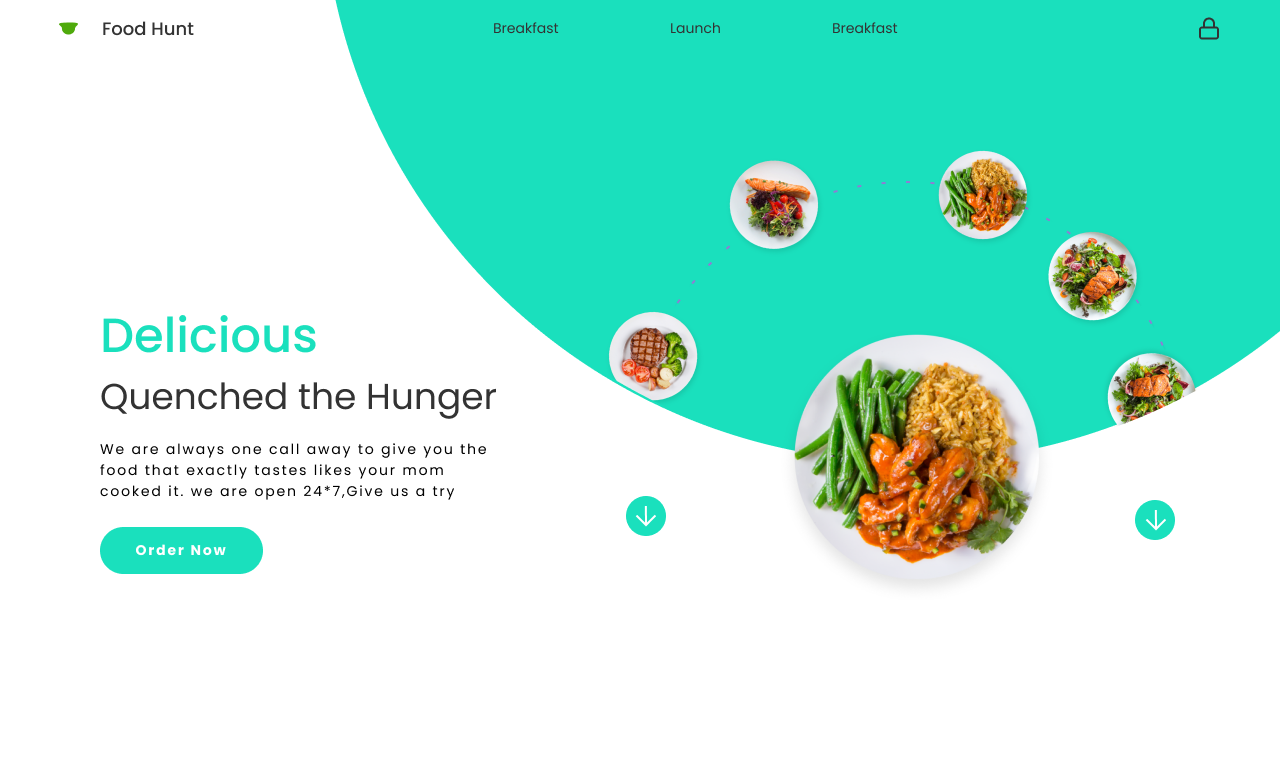 Food Hunt
Breakfast
Launch
Breakfast
Delicious
Quenched the Hunger
We are always one call away to give you the
food that exactly tastes likes your mom
cooked it. we are open 24*7,Give us a try
Order Now